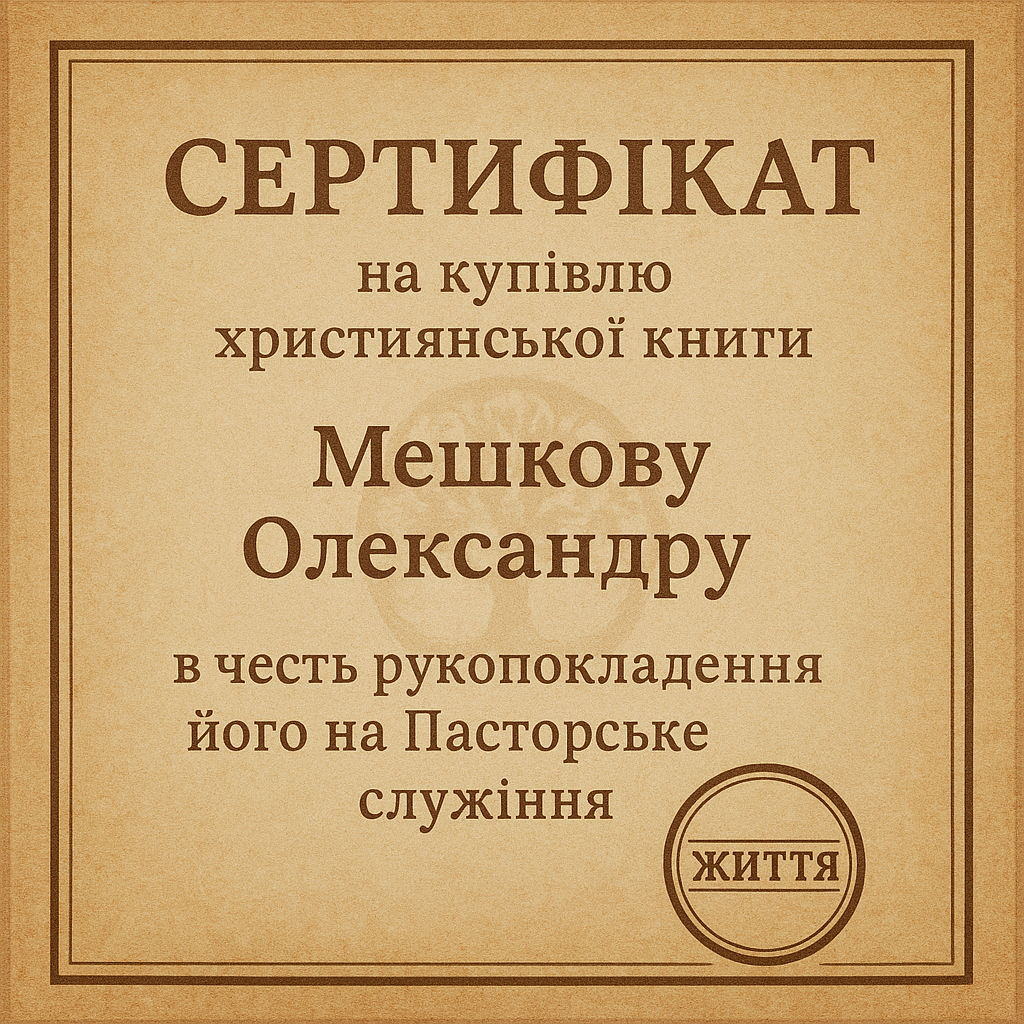 СЕРТИФІКАТ
на купівлю
християнської книги
Мешкову
Олександру
в честь рукопокладення
його на Пасторське
служіння
ЖИТТЯ